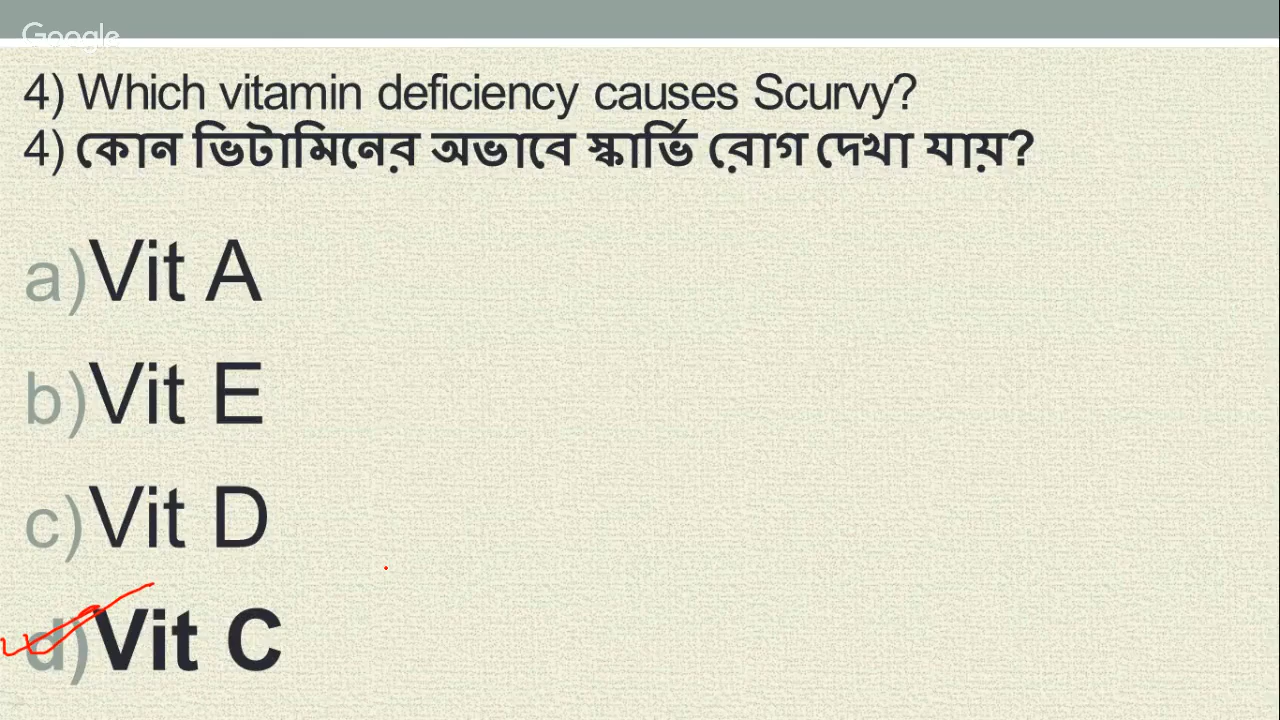 Google
4) Which vitamin deficiency causes Scurvy?
4) কোন ভিটামিনের অভাবে স্কার্ভি রোগ দেখা যায়?
a) Vit A
b) Vit E
c) Vit D
d) Vit C